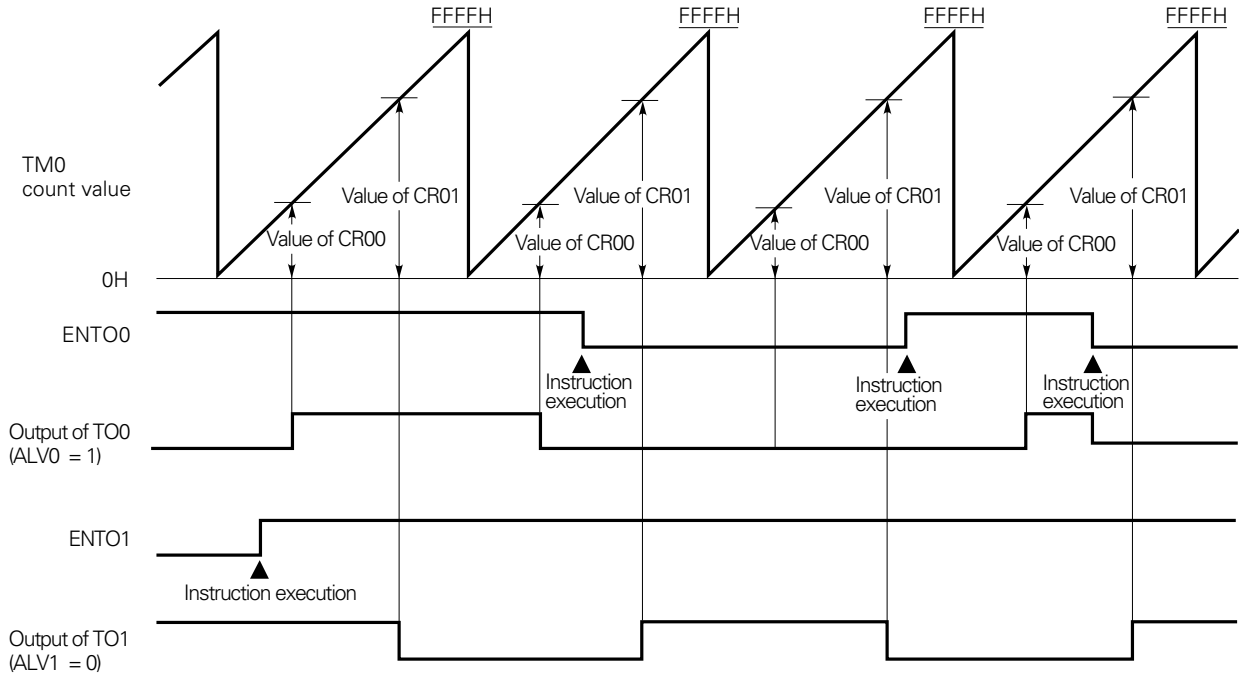 FFFFH FFFFH FFFFH FFFFH
TM0
count value
Value of CR01 Value of CR01 Value of CR01 Value of CR01
Value of CR00 Value of CR00 Value of CR00 Value of CR00
0H
ENTO0
Instruction
execution
Instruction
execution
Instruction
execution
Output of TO0
(ALV0 = 1)
ENTO1
Instruction execution
Output of TO1
(ALV1 = 0)